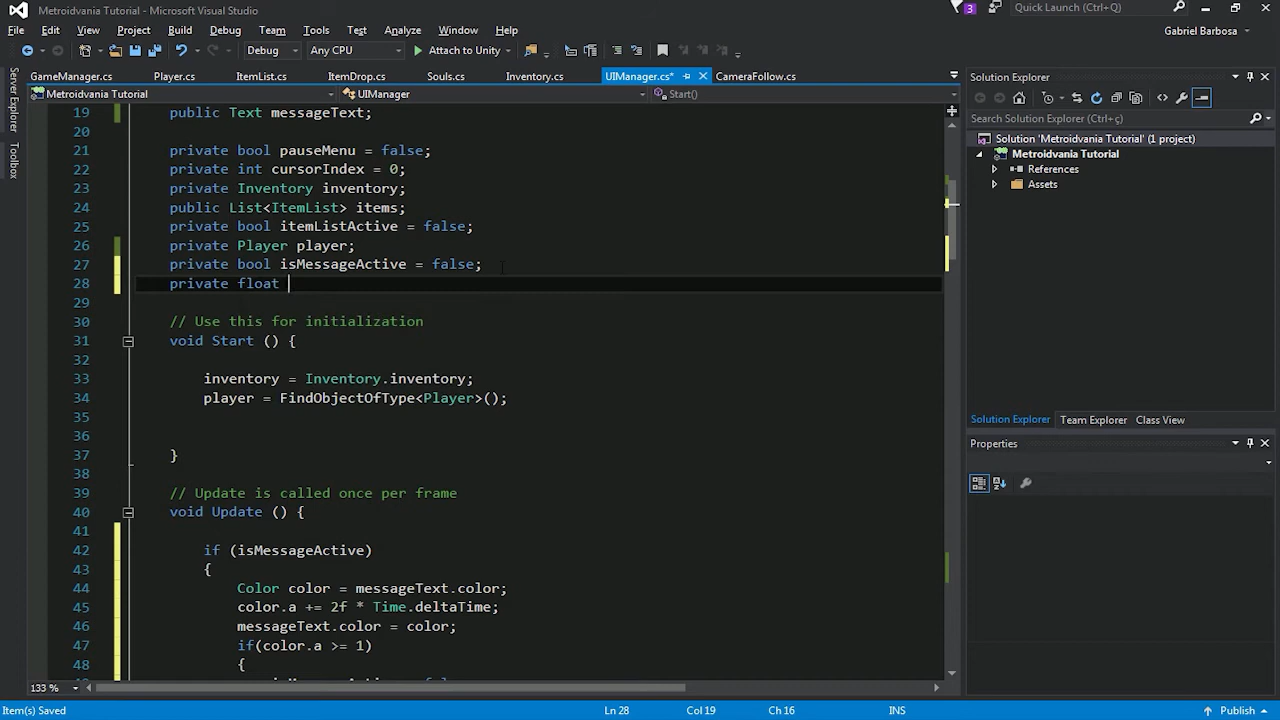 Metroidvania Tutorial - Microsoft Visual Studio
3
Quick Launch (Ctrl+Q)
File Edit View Project Build Debug Team Tools Test Analyze Window Help
Gabriel Barbosa
Debug Any CPU Attach to Unity
GameManager.cs Player.cs ItemList.cs ItemDrop.cs Souls.cs Inventory.cs UIManager.cs* CameraFollow.cs
Metroidvania Tutorial UIManager Start()
Server Explorer
Toolbox
19 public Text messageText;
20
21 private bool pauseMenu = false;
22 private int cursorIndex = 0;
23 private Inventory inventory;
24 public List<ItemList> items;
25 private bool itemListActive = false;
26 private Player player;
27 private bool isMessageActive = false;
28 private float
29
30 // Use this for initialization
31 void Start () {
32
33 inventory = Inventory.inventory;
34 player = FindObjectOfType<Player>();
35
36
37 }
38
39 // Update is called once per frame
40 void Update () {
41
42 if (isMessageActive)
43 {
44 Color color = messageText.color;
45 color.a += 2f * Time.deltaTime;
46 messageText.color = color;
47 if(color.a >= 1)
48 {
133 %
Solution Explorer
Search Solution Explorer (Ctrl+ç)
Solution 'Metroidvania Tutorial' (1 project)
Metroidvania Tutorial
References
Assets
Solution Explorer Team Explorer Class View
Properties
Item(s) Saved Ln 28 Col 19 Ch 16 INS Publish